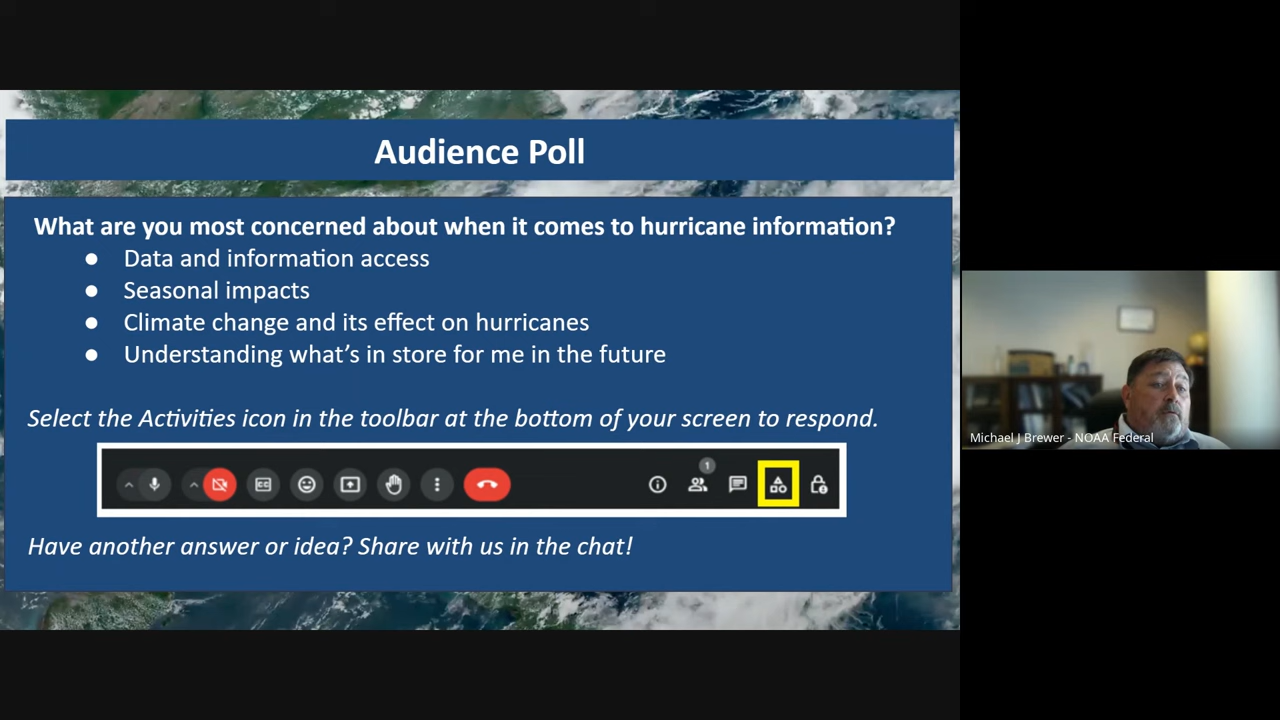 Audience Poll
What are you most concerned about when it comes to hurricane information?
● Data and information access
● Seasonal impacts
● Climate change and its effect on hurricanes
● Understanding what's in store for me in the future
Select the Activities icon in the toolbar at the bottom of your screen to respond.
CC
1
Have another answer or idea? Share with us in the chat!
Michael J Brewer - NOAA Federal